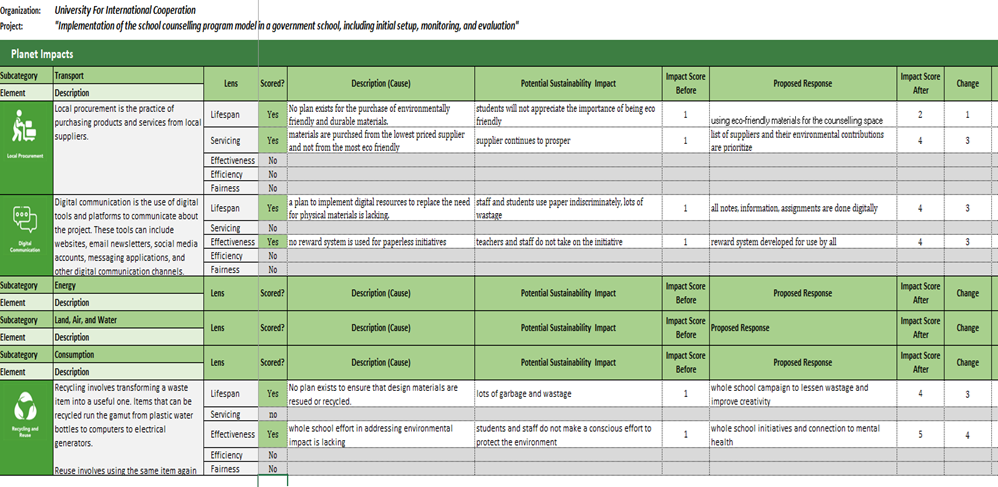 Organization: University For International Cooperation
Project: "Implementation of the school counselling program model in a government school, including initial setup, monitoring, and evaluation"
Planet Impacts
Subcategory Transport Lens Scored? Description (Cause) Potential Sustainability Impact Impact Score Before Proposed Response Impact Score After Change
Element Description
Local Procurement
Local procurement is the practice of
purchasing products and services from local
suppliers.
Lifespan Yes No plan exists for the purchase of environmentally friendly and durable materials. students will not appreciate the importance of being eco friendly 1 using eco-friendly materials for the counselling space 2 1
Servicing Yes materials are purchsed from the lowest priced supplier and not from the most eco friendly supplier continues to prosper 1 list of suppliers and their environmental contributions are prioritize 4 3
Effectiveness No
Efficiency No
Fairness No
Digital Communication
Digital communication is the use of digital
tools and platforms to communicate about
the project. These tools can include
websites, email newsletters, social media
accounts, messaging applications, and
other digital communication channels.
Lifespan Yes a plan to implement digital resources to replace the need for physical materials is lacking. staff and students use paper indiscriminately, lots of wastage 1 all notes, information, assignments are done digitally 4 3
Servicing No
Effectiveness Yes no reward system is used for paperless initiatives teachers and staff do not take on the initiative 1 reward system developed for use by all 4 3
Efficiency No
Fairness No
Subcategory Energy Lens Scored? Description (Cause) Potential Sustainability Impact Impact Score Before Proposed Response Impact Score After Change
Element Description
Subcategory Land, Air, and Water Lens Scored? Description (Cause) Potential Sustainability Impact Impact Score Before Proposed Response Impact Score After Change
Element Description
Subcategory Consumption Lens Scored? Description (Cause) Potential Sustainability Impact Impact Score Before Proposed Response Impact Score After Change
Element Description
Recycling and Reuse
Recycling involves transforming a waste
item into a useful one. Items that can be
recycled run the gamut from plastic water
bottles to computers to electrical
generators.
Reuse involves using the same item again
Lifespan Yes No plan exists to ensure that design materials are resued or recycled. lots of garbage and wastage 1 whole school campaign to lessen wastage and improve creativity 4 3
Servicing no
Effectiveness Yes whole school effort in addressing environmental impact is lacking students and staff do not make a conscious effort to protect the environment 1 whole school initiatives and connection to mental health 5 4
Efficiency No
Fairness No